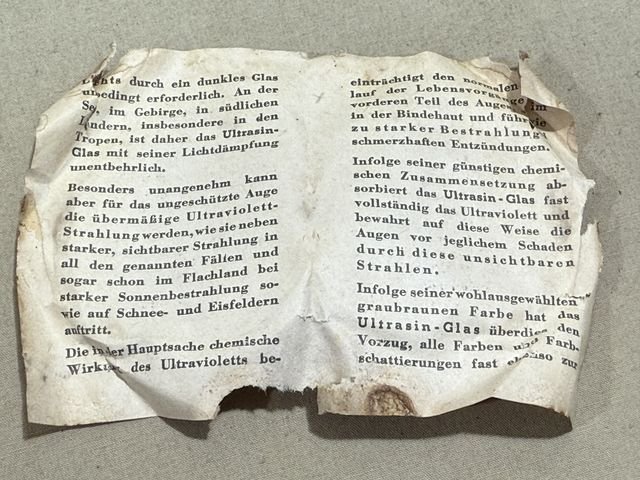 Lichts durch ein dunkles Glas
unbedingt erforderlich. An der
See, im Gebirge, in südlichen
Ländern, insbesondere in den
Tropen, ist daher das Ultrasin-
Glas mit seiner Lichtdämpfung
unentbehrlich.
Besonders unangenehm kann
aber für das ungeschützte Auge
die übermäßige Ultraviolett-
Strahlung werden, wie sie neben
starker, sichtbarer Strahlung in
all den genannten Fällen und
sogar schon im Flachland bei
starker Sonnenbestrahlung so-
wie auf Schnee- und Eisfeldern
auftritt.
Die in der Hauptsache chemische
Wirkung des Ultravioletts be-
einträchtigt den normalen
lauf der Lebensvorgänge im
vorderen Teil des Auges,
in der Bindehaut und führt
zu starker Bestrahlung
schmerzhaften Entzündungen.
Infolge seiner günstigen chemi-
schen Zusammensetzung ab-
sorbiert das Ultrasin-Glas fast
vollständig das Ultraviolett und
bewahrt auf diese Weise die
Augen vor jeglichem Schaden
durch diese unsichtbaren
Strahlen.
Infolge seiner wohlausgewählten
graubraunen Farbe hat das
Ultrasin-Glas überdies den
Vorzug, alle Farben und Farb-
schattierungen fast ebenso zur